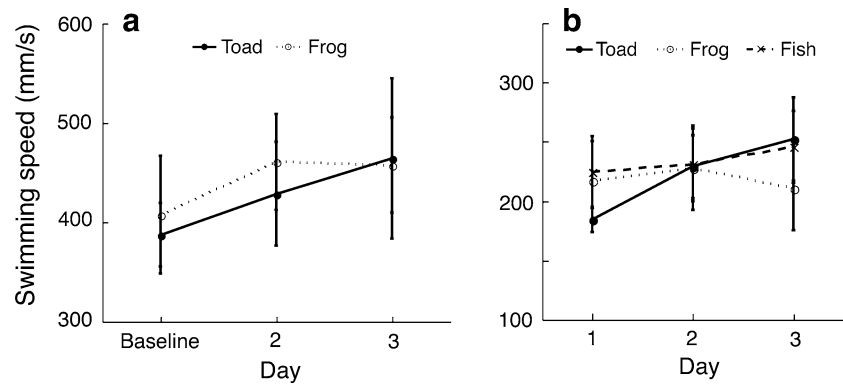 a
Toad Frog
Swimming speed (mm/s)
600
500
400
300
Baseline 2 3
Day
b
Toad Frog Fish
300
200
100
1 2 3
Day